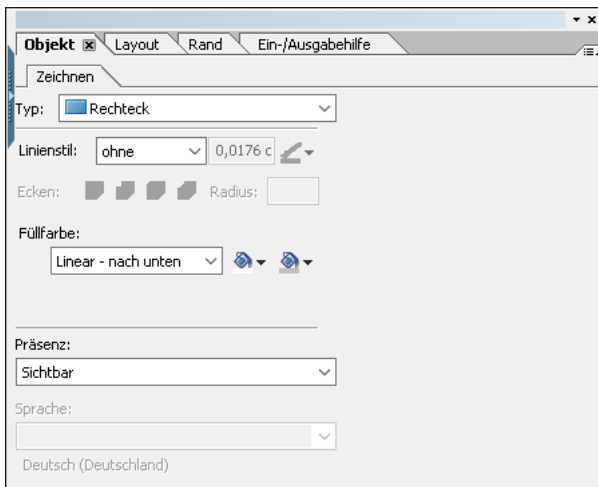 Objekt Layout Rand Ein-/Ausgabehilfe
Zeichnen
Typ: Rechteck
Linienstil: ohne 0,0176 c
Ecken: Radius:
Füllfarbe:
Linear - nach unten
Präsenz:
Sichtbar
Sprache:
Deutsch (Deutschland)